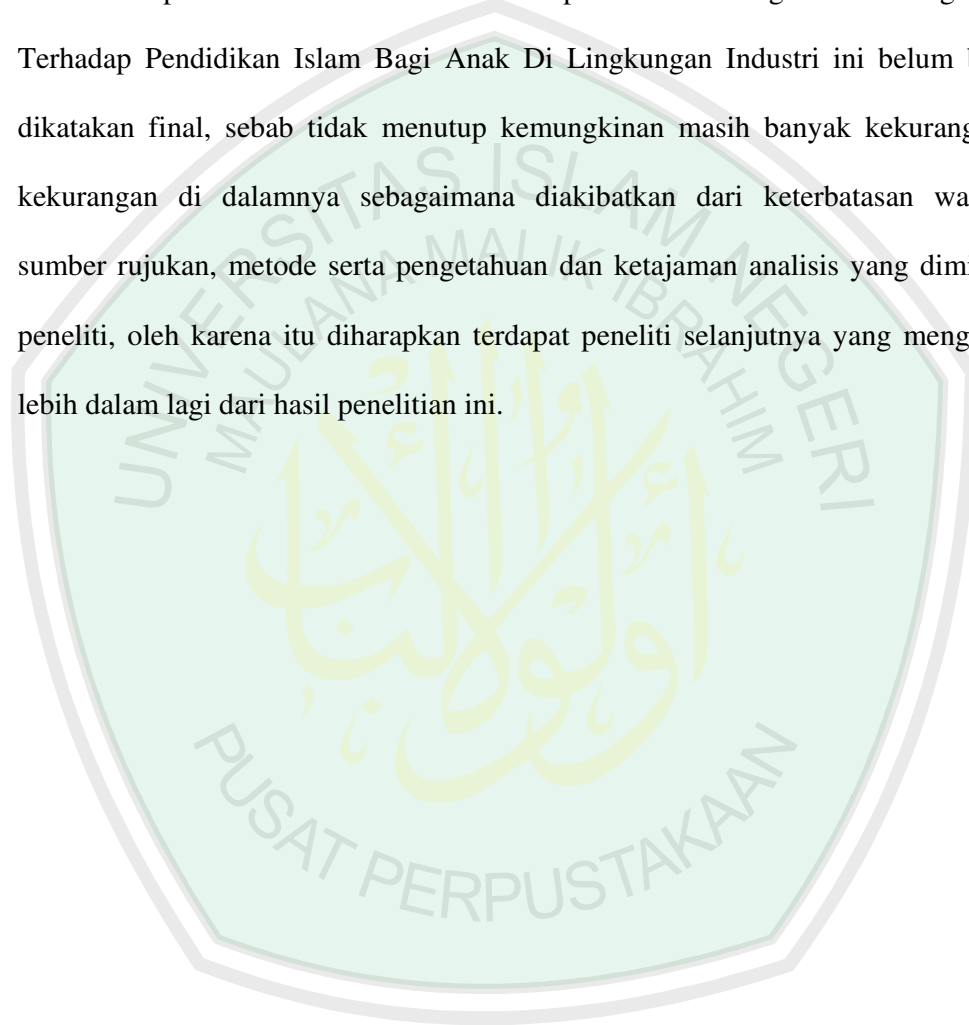 Terhadap Pendidikan Islam Bagi Anak Di Lingkungan Industri ini belum
dikatakan final, sebab tidak menutup kemungkinan masih banyak
kekurangan di dalamnya sebagaimana diakibatkan dari keterbatasan
sumber rujukan, metode serta pengetahuan dan ketajaman analisis yang
peneliti, oleh karena itu diharapkan terdapat peneliti selanjutnya yang
lebih dalam lagi dari hasil penelitian ini.
UNIVERSITAS ISLAM NEGERI
MAULANA MALIK IBRAHIM
PUSAT PERPUSTAKAAN